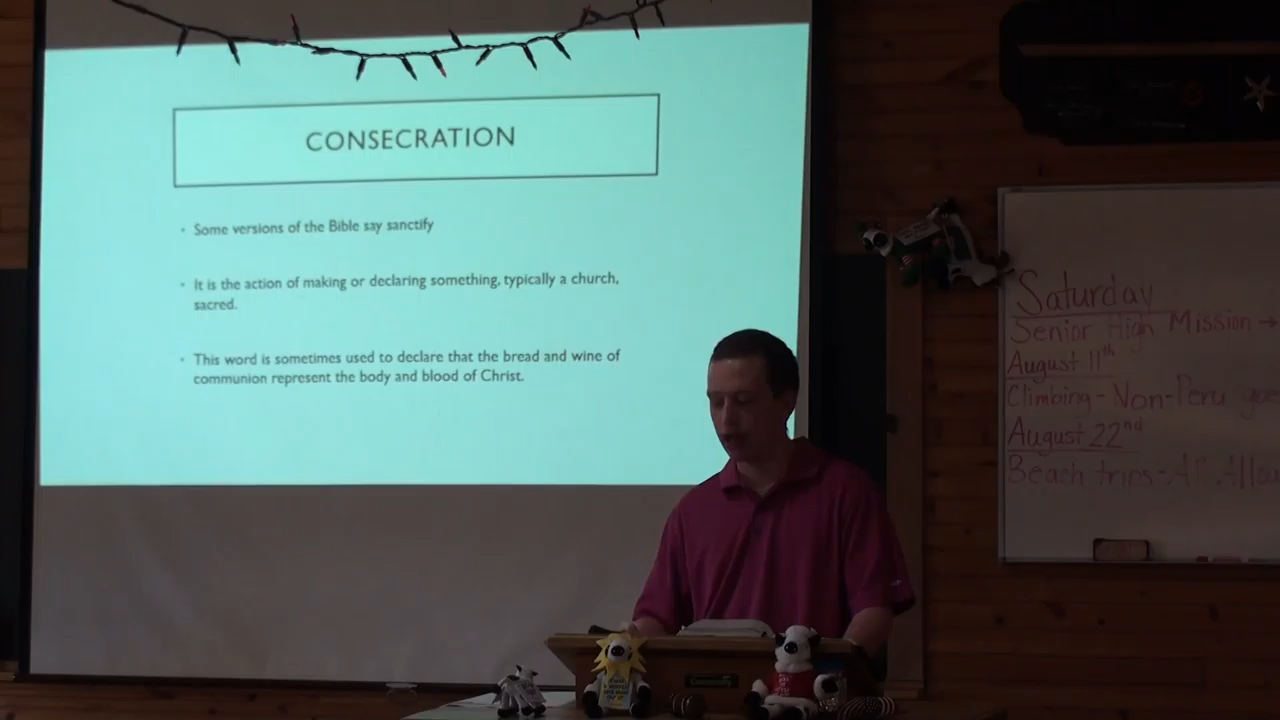 CONSECRATION
• Some versions of the Bible say sanctify
• It is the action of making or declaring something, typically a church,
sacred.
• This word is sometimes used to declare that the bread and wine of
communion represent the body and blood of Christ.
Saturday
Senior High Mission →
August 11th
Climbing - Non-Peru
August 22nd
Beach trips